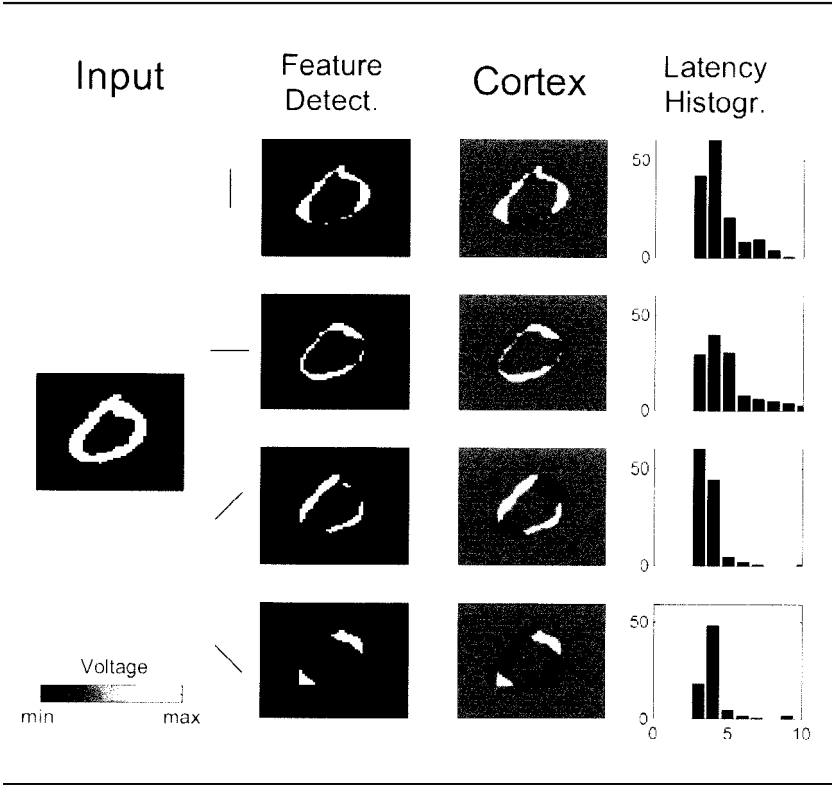 Input
Feature
Detect.
Cortex
Latency
Histogr.
50
0
50
0
50
0
50
0
0 5 10
Voltage
min max